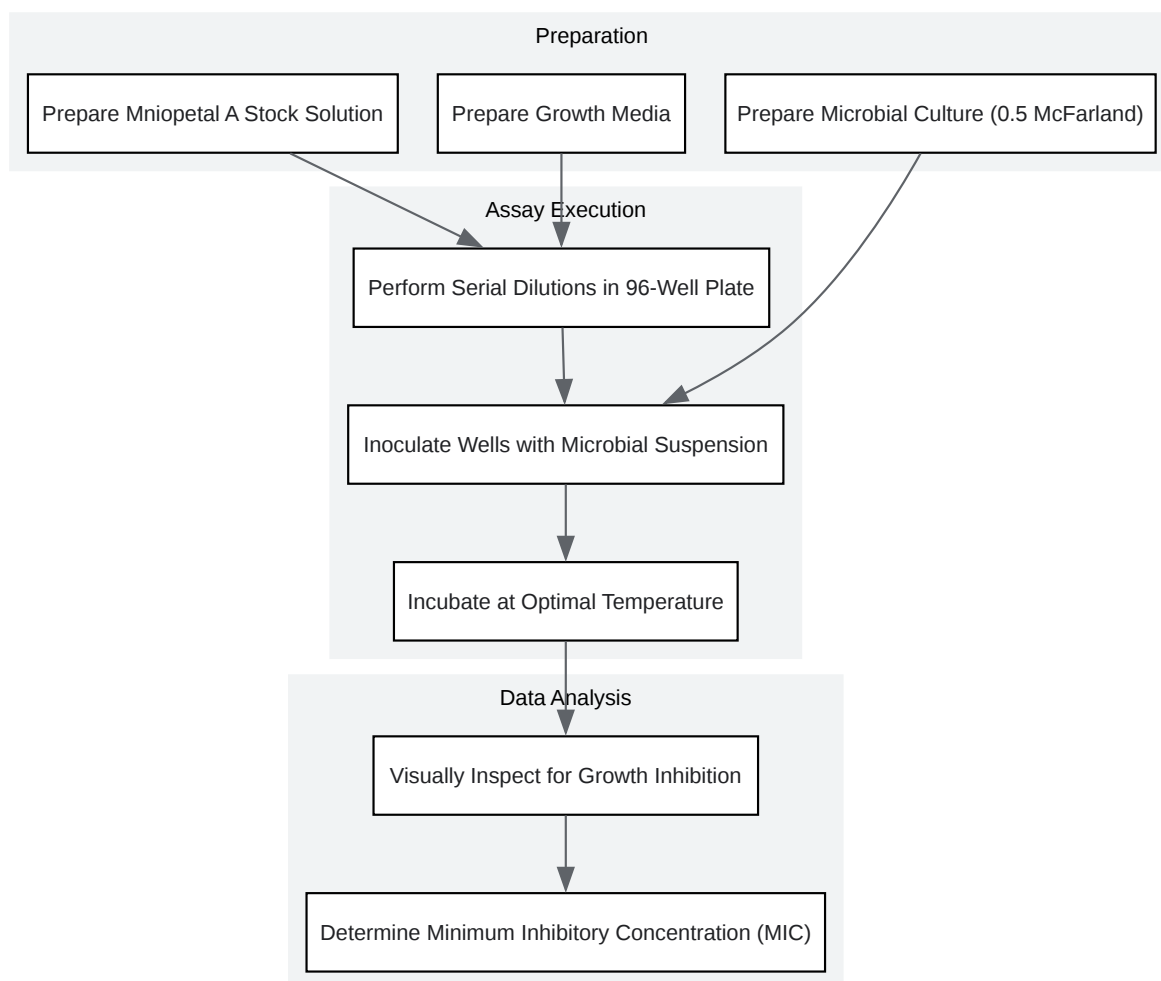 Preparation
Prepare Mniopetal A Stock Solution
Prepare Growth Media
Prepare Microbial Culture (0.5 McFarland)
Assay Execution
Perform Serial Dilutions in 96-Well Plate
Inoculate Wells with Microbial Suspension
Incubate at Optimal Temperature
Data Analysis
Visually Inspect for Growth Inhibition
Determine Minimum Inhibitory Concentration (MIC)